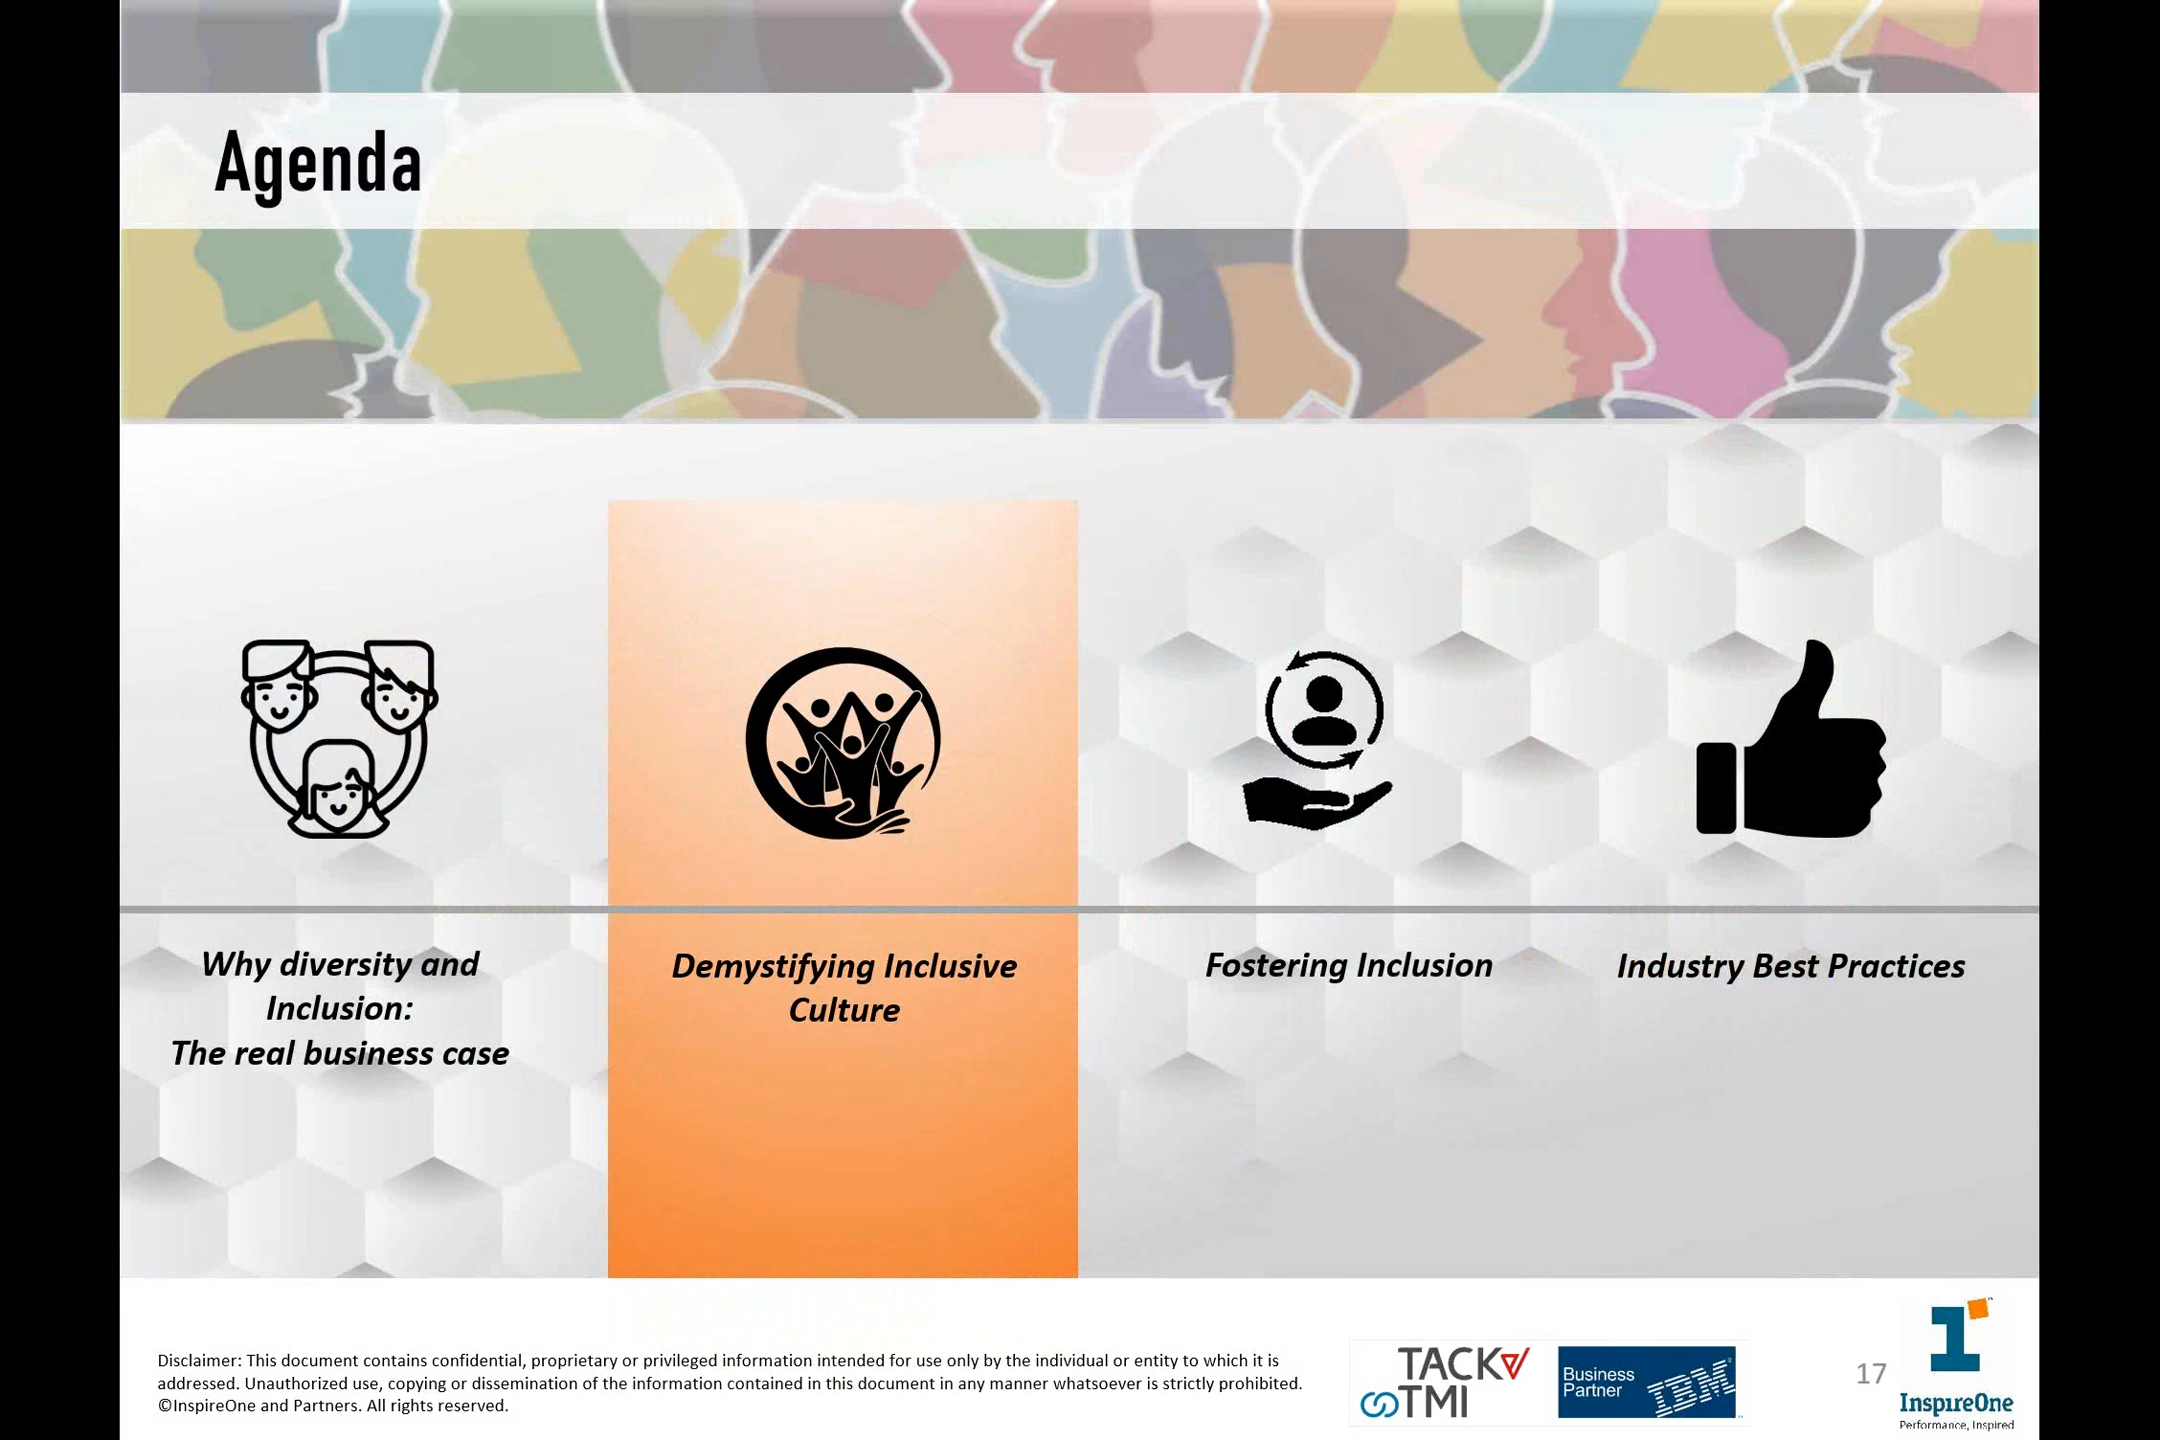 Agenda
Why diversity and
Inclusion:
The real business case
Demystifying Inclusive
Culture
Fostering Inclusion
Industry Best Practices
Disclaimer: This document contains confidential, proprietary or privileged information intended for use only by the individual or entity to which it is
addressed. Unauthorized use, copying or dissemination of the information contained in this document in any manner whatsoever is strictly prohibited.
©InspireOne and Partners. All rights reserved.
TACK
TMI
Business
Partner
IBM
17
InspireOne
Performance, Inspired